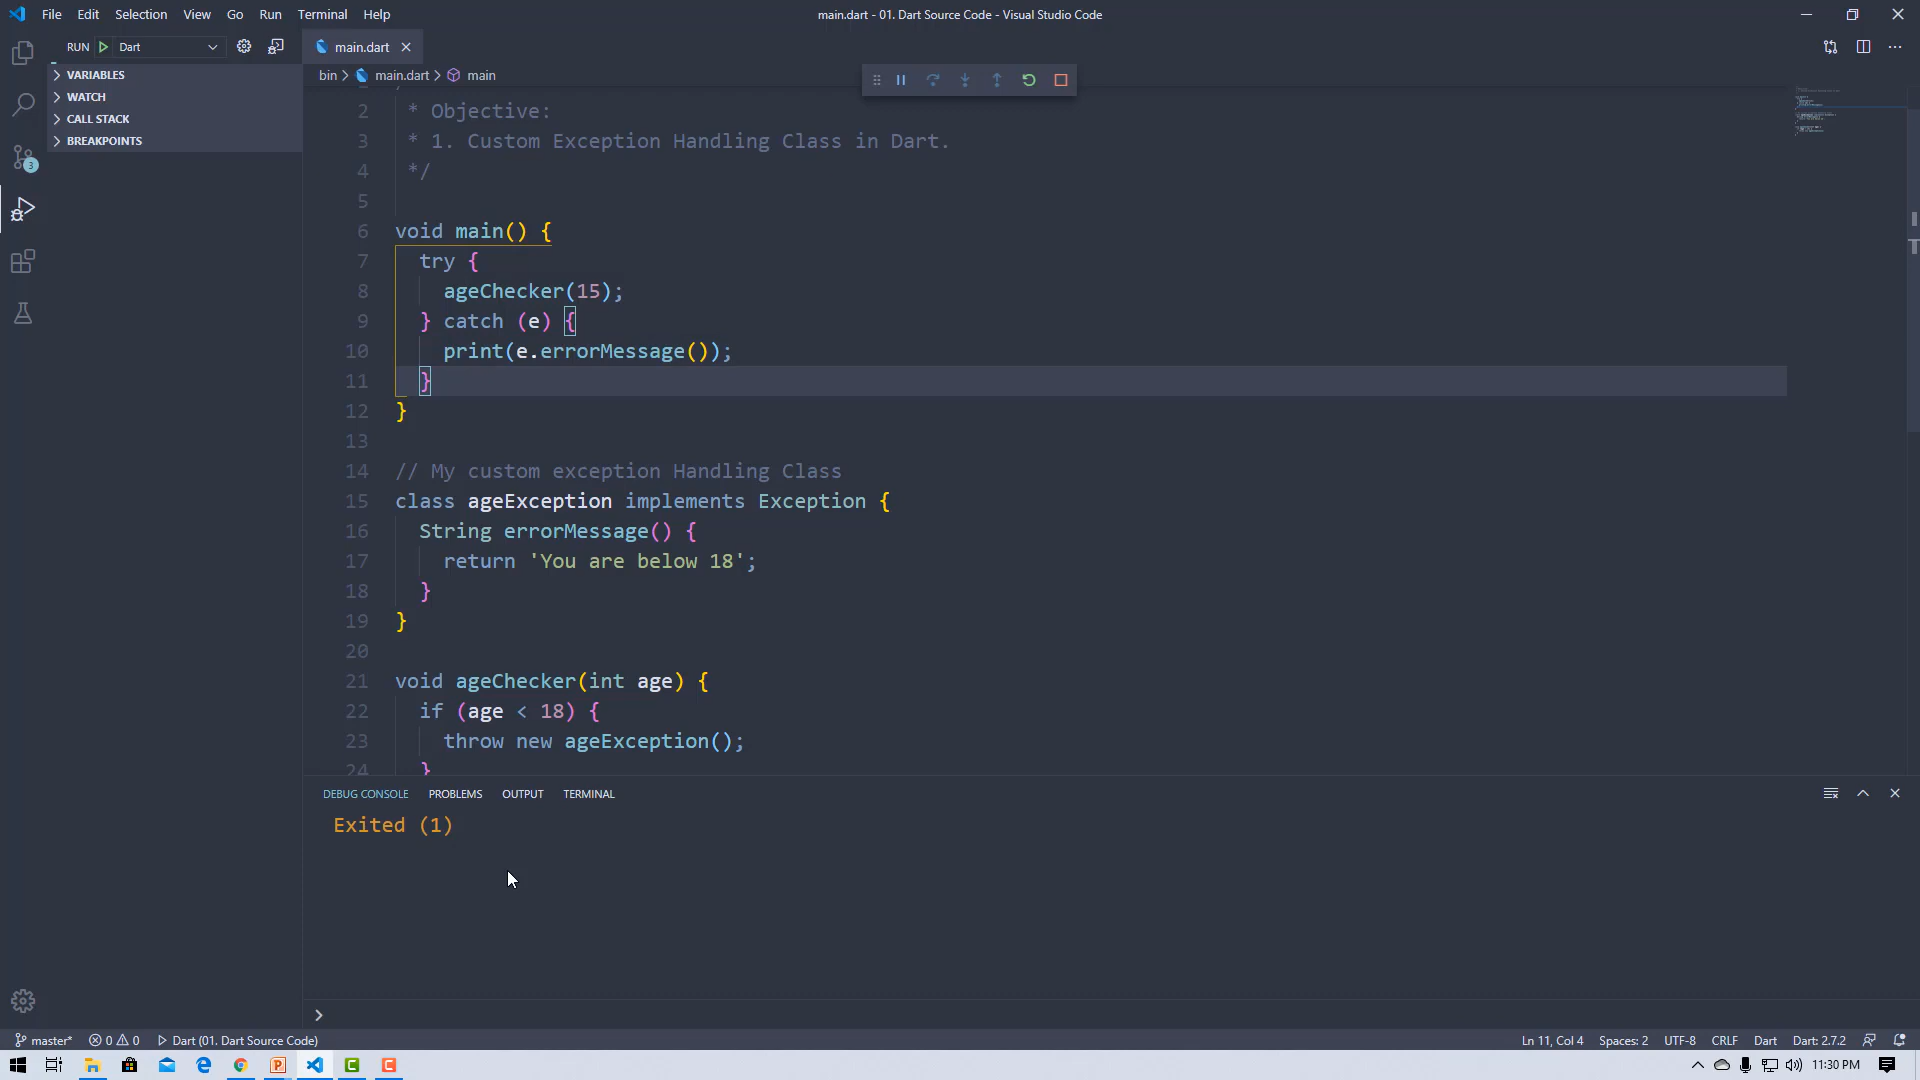 File Edit Selection View Go Run Terminal Help
main.dart - 01. Dart Source Code - Visual Studio Code
RUN Dart
main.dart
VARIABLES
WATCH
CALL STACK
BREAKPOINTS
3
bin > main.dart > main
2 * Objective:
3 * 1. Custom Exception Handling Class in Dart.
4 */
5
6 void main() {
7 try {
8 ageChecker(15);
9 } catch (e) {
10 print(e.errorMessage());
11 }
12 }
13
14 // My custom exception Handling Class
15 class ageException implements Exception {
16 String errorMessage() {
17 return 'You are below 18';
18 }
19 }
20
21 void ageChecker(int age) {
22 if (age < 18) {
23 throw new ageException();
24 }
DEBUG CONSOLE PROBLEMS OUTPUT TERMINAL
Exited (1)
master* 0 0 Dart (01. Dart Source Code)
Ln 11, Col 4 Spaces: 2 UTF-8 CRLF Dart Dart: 2.7.2
11:30 PM